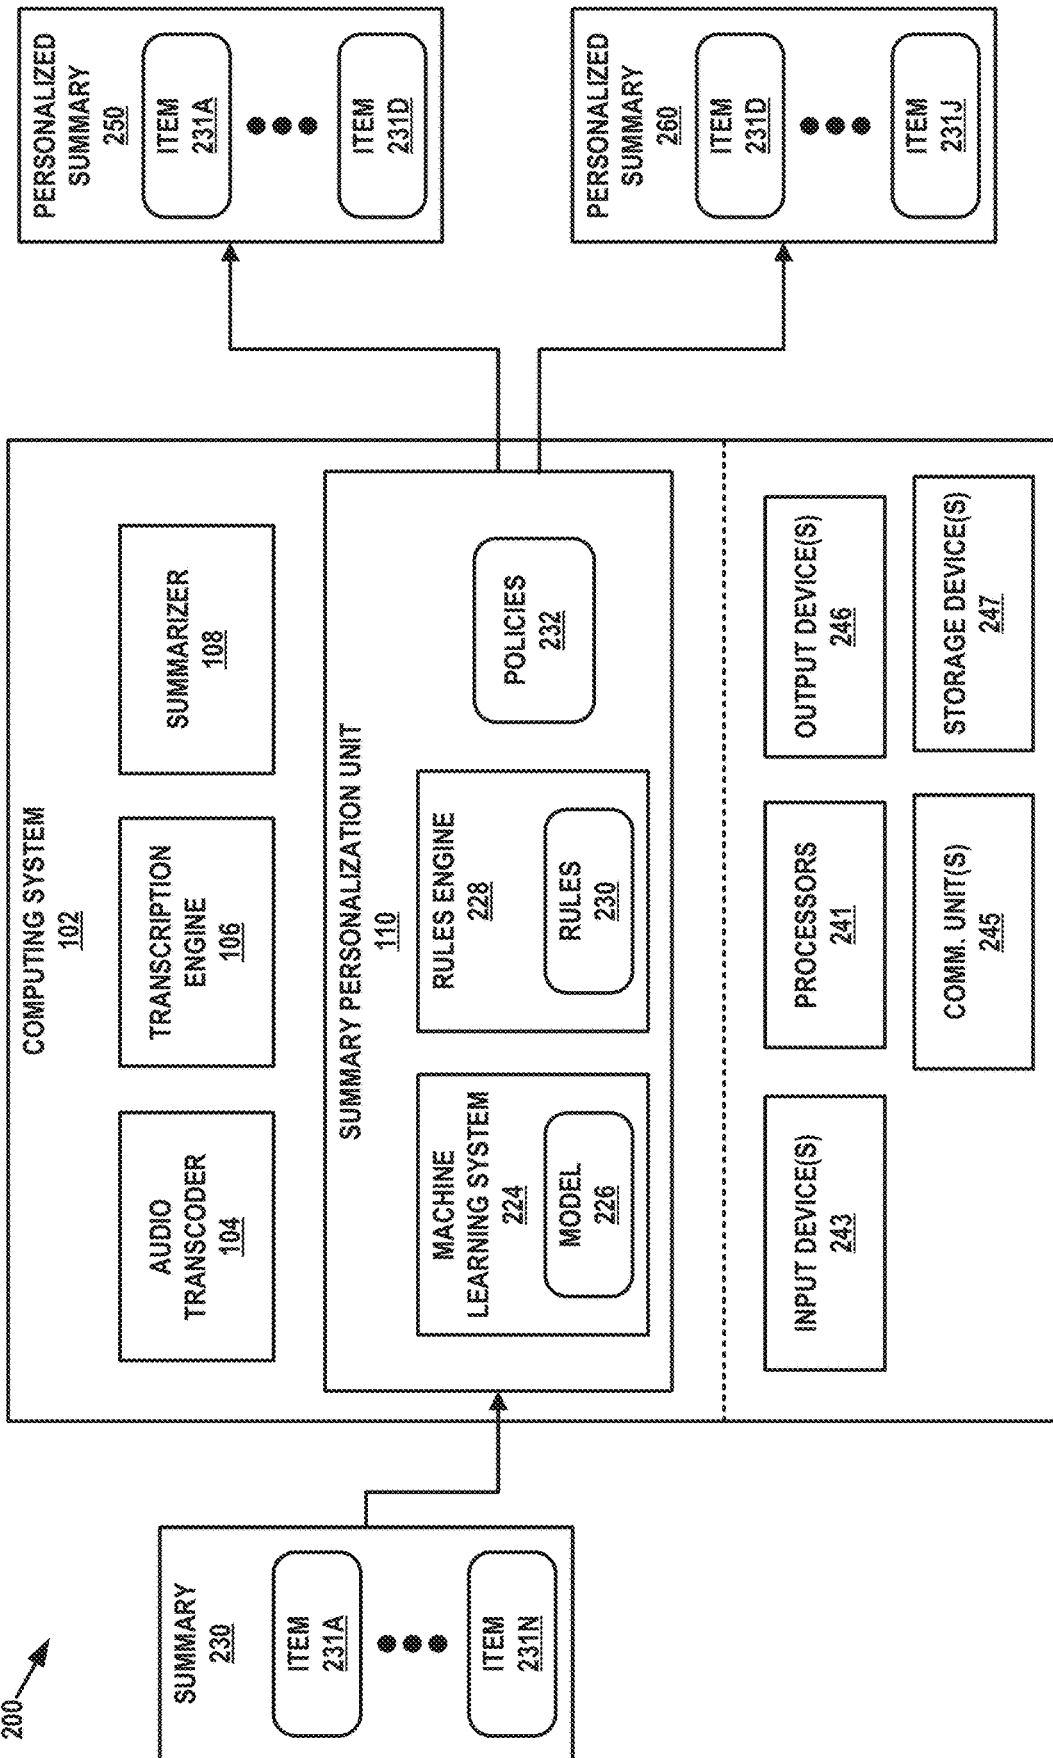 200
SUMMARY
230
ITEM
231A
ITEM
231N
COMPUTING SYSTEM
102
AUDIO
TRANSCODER
104
TRANSCRIPTION
ENGINE
106
SUMMARIZER
108
SUMMARY PERSONALIZATION UNIT
110
MACHINE
LEARNING SYSTEM
224
MODEL
226
RULES ENGINE
228
RULES
230
POLICIES
232
INPUT DEVICE(S)
243
PROCESSORS
241
OUTPUT DEVICE(S)
246
COMM. UNIT(S)
245
STORAGE DEVICE(S)
247
PERSONALIZED
SUMMARY
250
ITEM
231A
ITEM
231D
PERSONALIZED
SUMMARY
260
ITEM
231D
ITEM
231J